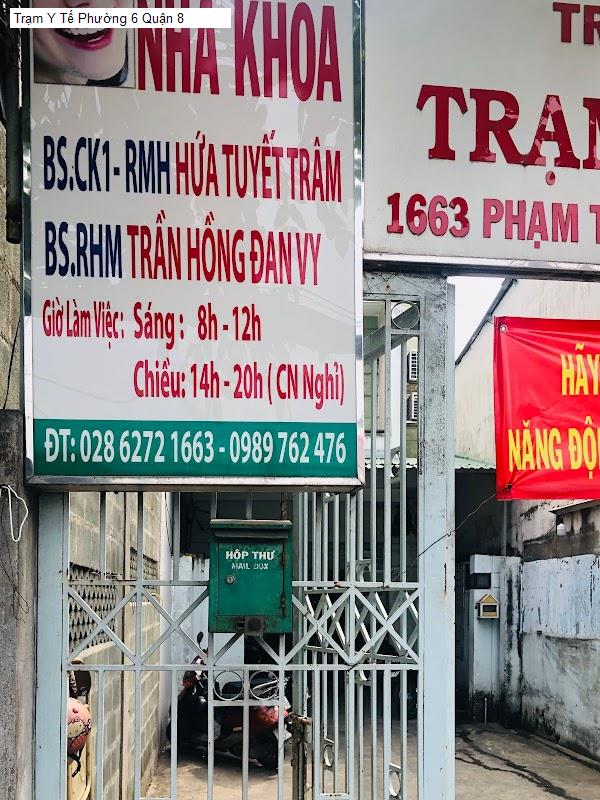 Trạm Y Tế Phường 6 Quận 8
NHA KHOA
BS.CK1- RMH HỨA TUYẾT TRÂM
BS.RHM TRẦN HỒNG ĐAN VY
Giờ Làm Việc: Sáng : 8h - 12h
Chiều: 14h - 20h ( CN Nghỉ)
ĐT: 028 6272 1663 - 0989 762 476
TR
TRẠM
1663 PHẠM T
HÃY
NĂNG ĐỘ
HỘP THƯ
MAIL BOX